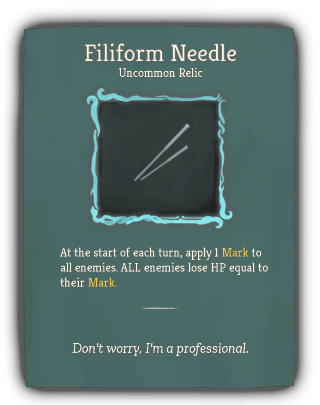 Filiform Needle
Uncommon Relic
At the start of each turn, apply 1 Mark to
all enemies. ALL enemies lose HP equal to
their Mark.
Don't worry, I'm a professional.